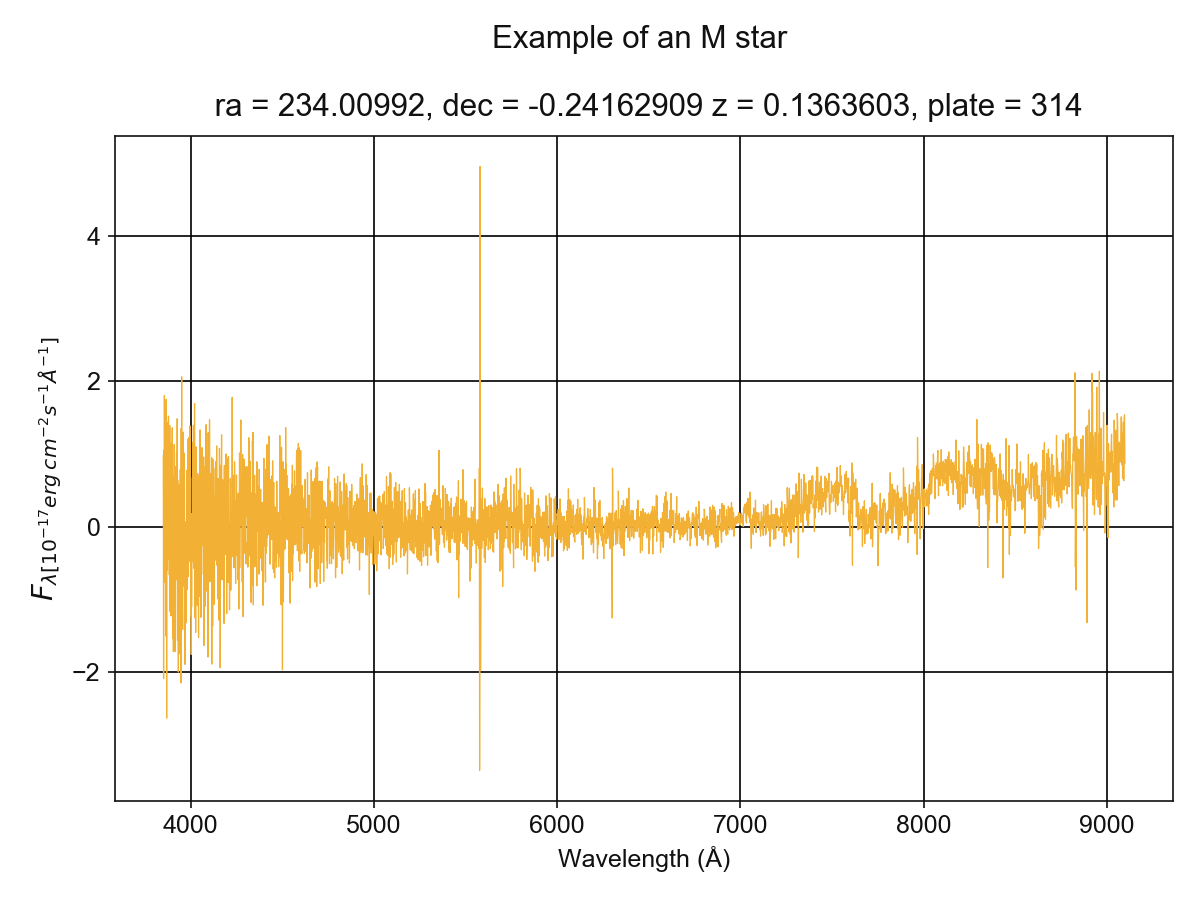 Example of an M star
ra = 234.00992, dec = -0.24162909 z = 0.1363603, plate = 314
F_λ[10^{-17}erg cm^{-2}s^{-1}Å^{-1}]
4
2
0
−2
4000 5000 6000 7000 8000 9000
Wavelength (Å)